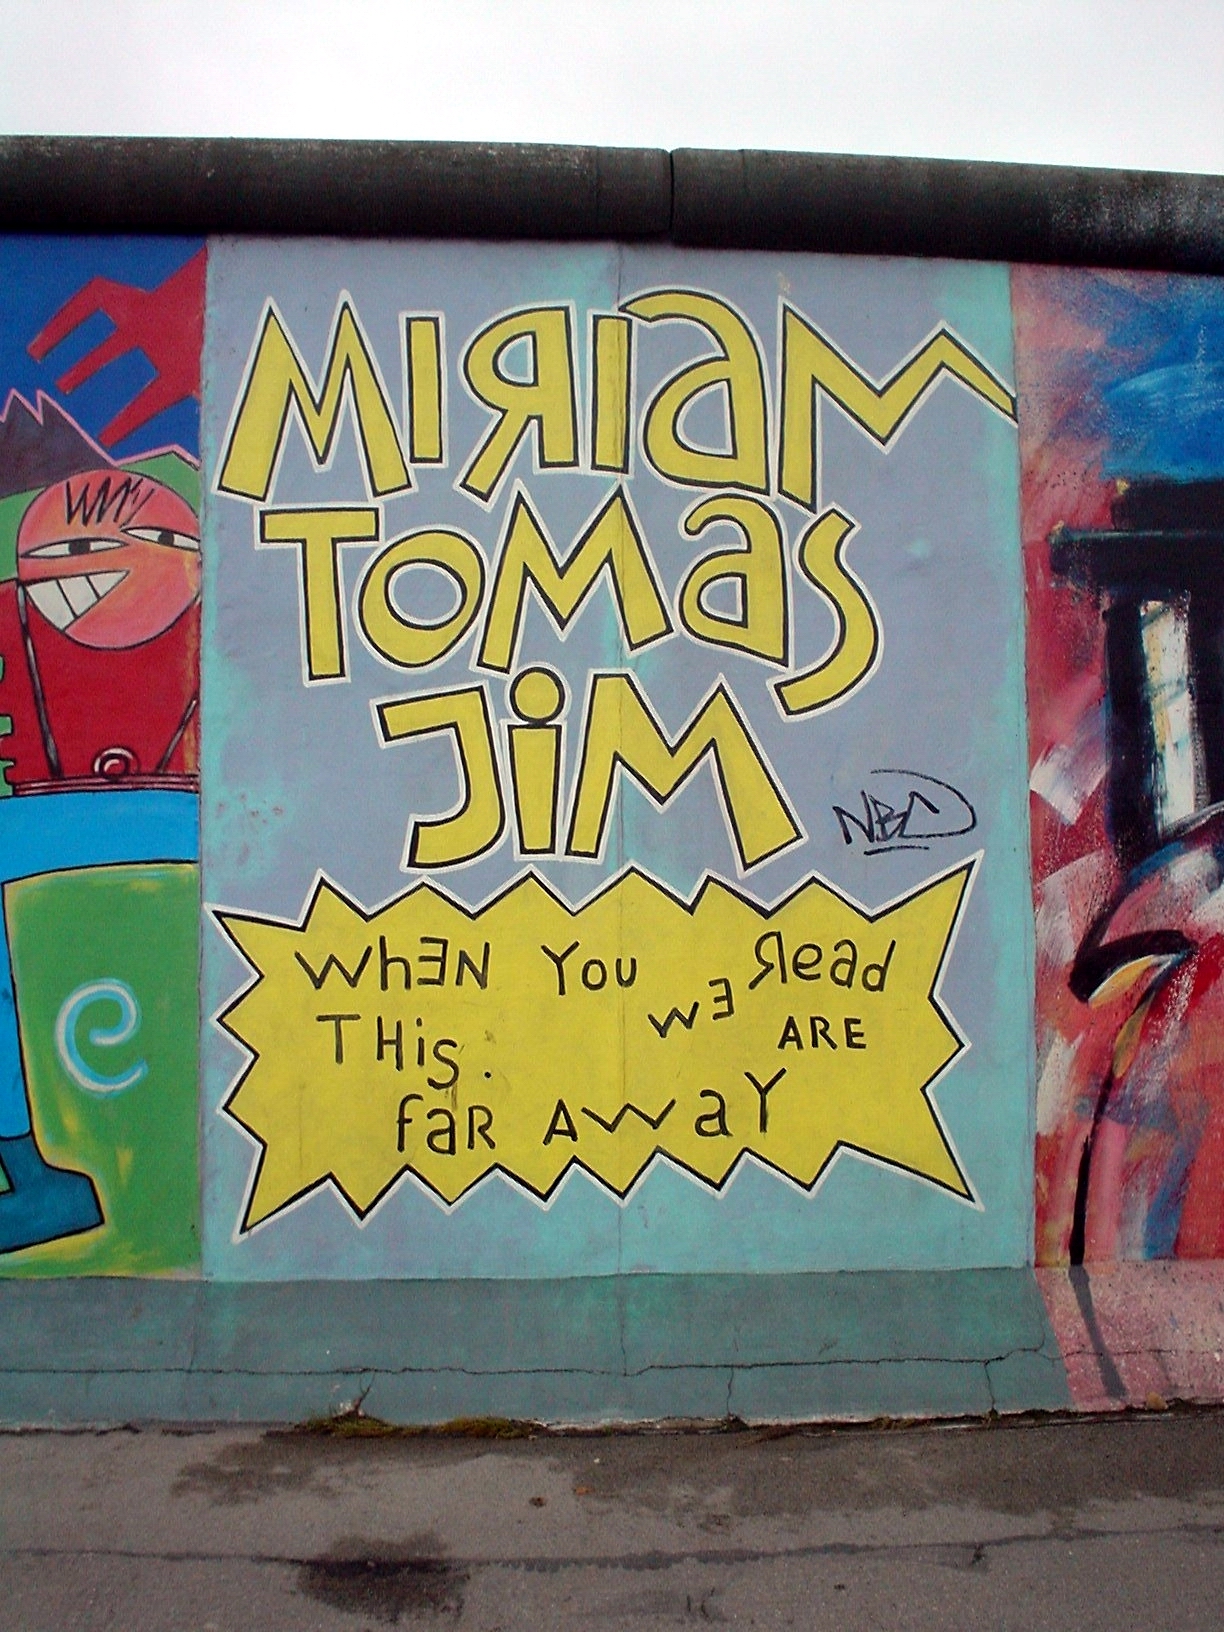 MIRIaM
TOMas
JiM
NBC
WhEN YOU Read
THis. WE ARE
faR AWaY
e